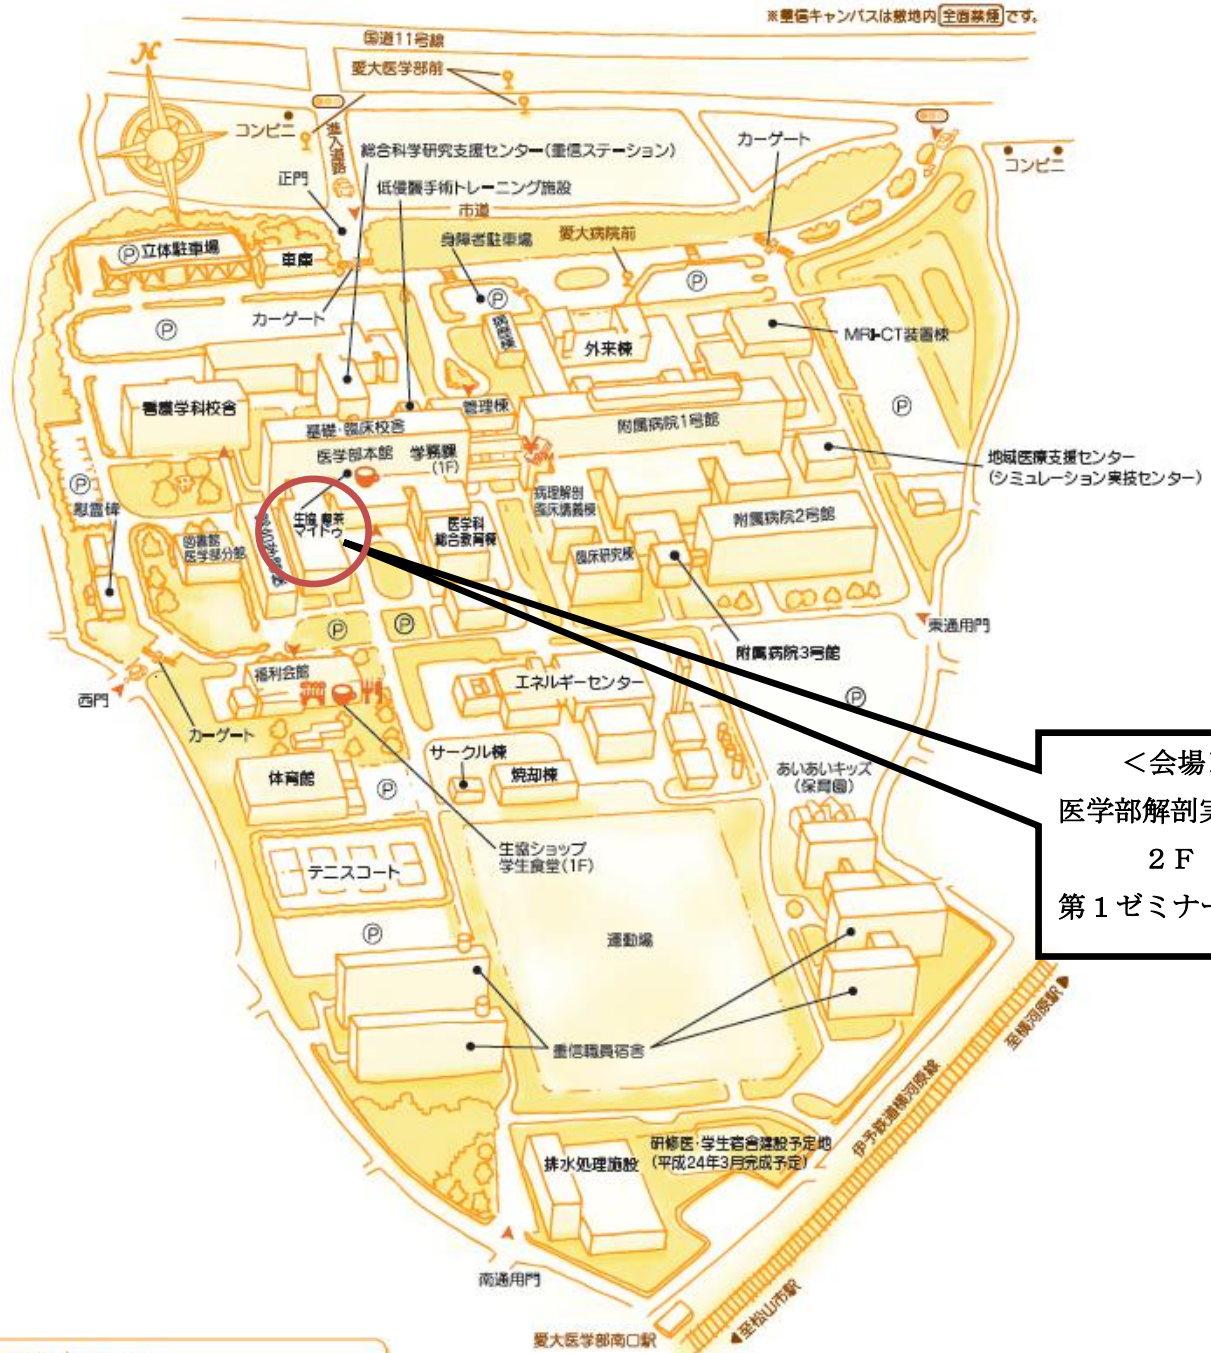 ※重信キャンパスは敷地内全面禁煙です。
N
国道11号線
愛大医学部前
コンビニ
進入道路
総合科学研究支援センター(重信ステーション)
カーゲート
コンビニ
正門
低侵襲手術トレーニング施設
市道
身障者駐車場
愛大病院前
P立体駐車場
車庫
P
P
カーゲート
P
外来棟
MRI-CT装置棟
看護学科校舎
管理棟
P
基礎・臨床校舎
附属病院1号館
医学部本館 学務課
(1F)
地域医療支援センター
(シミュレーション実技センター)
P
慰霊碑
生協 喫茶
マイドゥ
病理解剖
臨床講義棟
附属病院2号館
医学科
総合教育棟
図書館
医学部分館
臨床研究棟
P
P
東通用門
附属病院3号館
福利会館
エネルギーセンター
P
西門
カーゲート
サークル棟
あいあいキッズ
(保育園)
体育館
P
焼却棟
<会場
医学部解剖実
2F
第1ゼミナー
生協ショップ
学生食堂(1F)
テニスコート
P
運動場
重信職員宿舎
至横河原駅
伊予鉄道横河原線
研修医・学生宿舎建設予定地
(平成24年3月完成予定)
排水処理施設
南通用門
至松山市駅
愛大医学部南口駅